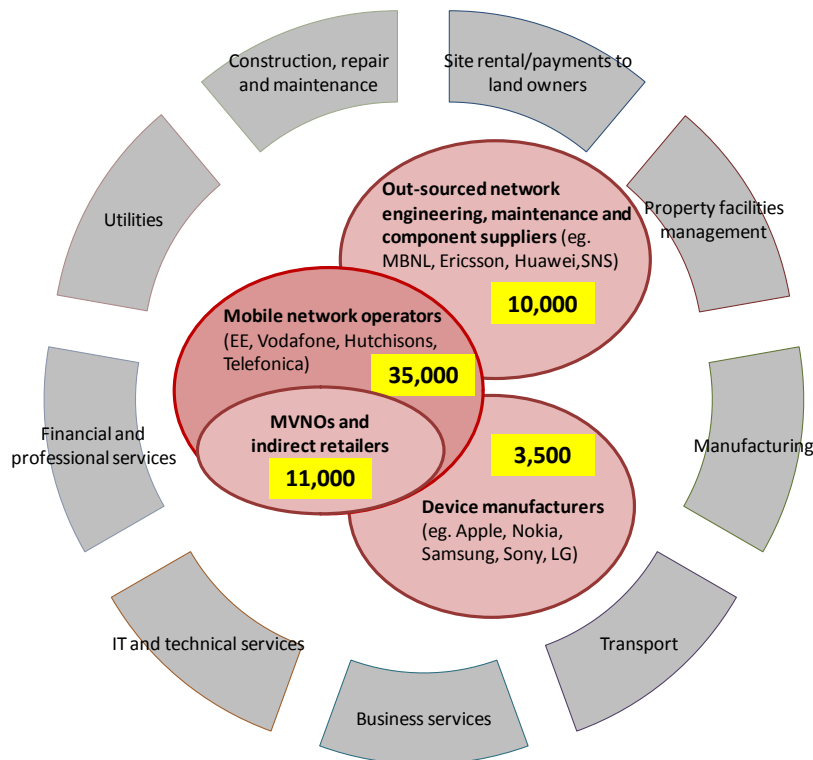 Construction, repair
and maintenance
Site rental/payments to
land owners
Utilities
Property facilities
management
Out-sourced network
engineering, maintenance and
component suppliers (eg.
MBNL, Ericsson, Huawei,SNS)
10,000
Mobile network operators
(EE, Vodafone, Hutchisons,
Telefonica)
35,000
MVNOs and
indirect retailers
11,000
Financial and
professional services
Manufacturing
3,500
Device manufacturers
(eg. Apple, Nokia,
Samsung, Sony, LG)
IT and technical services
Transport
Business services